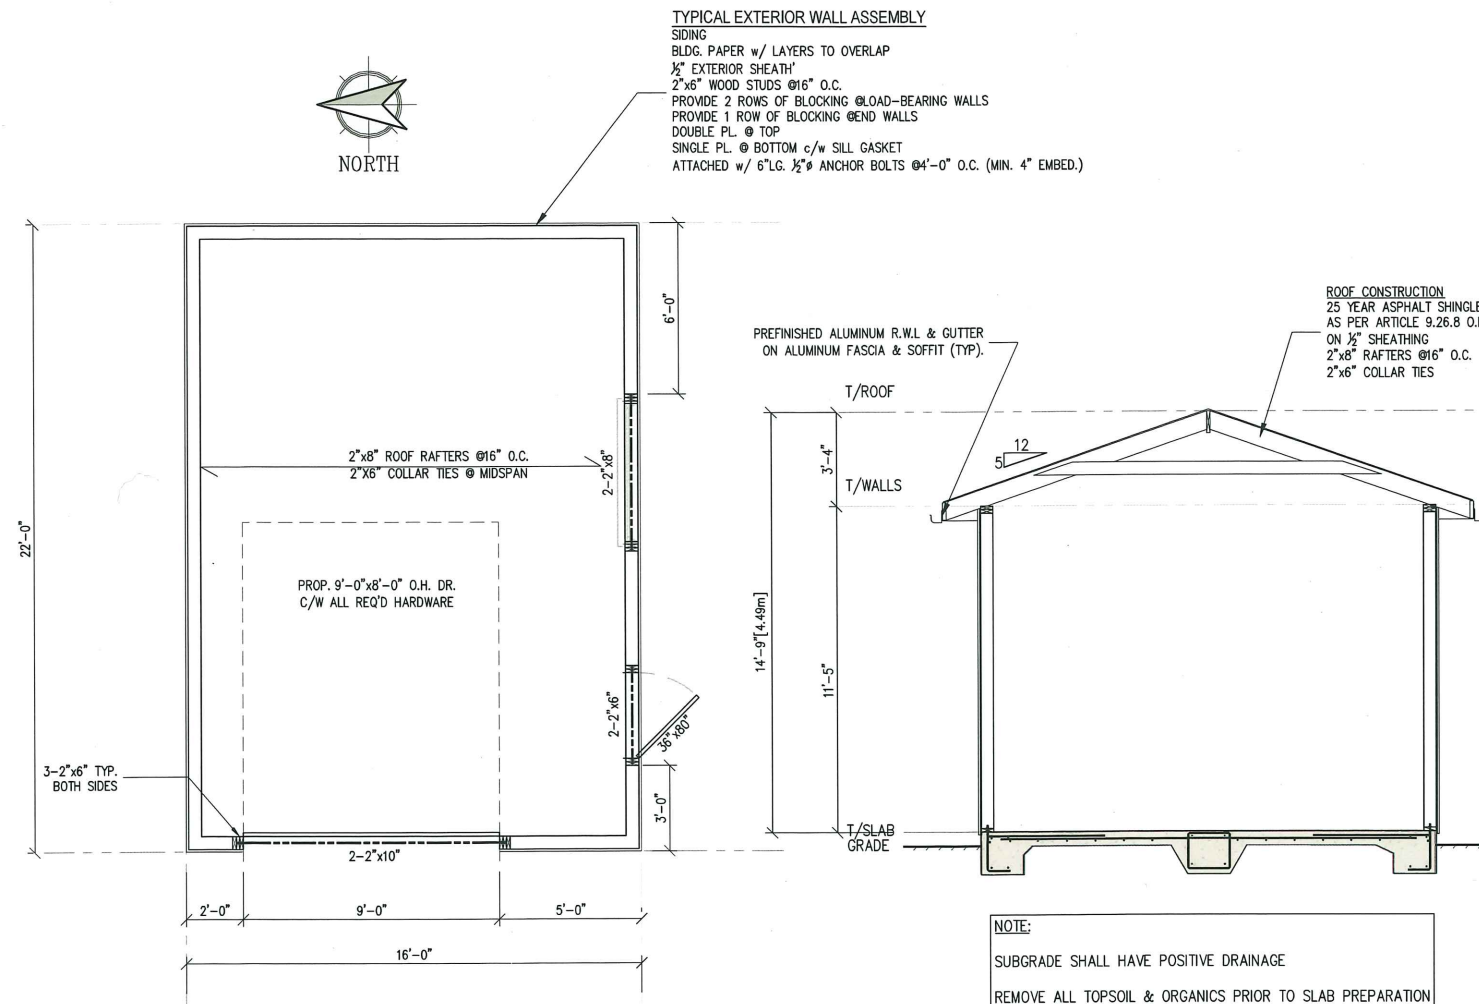 TYPICAL EXTERIOR WALL ASSEMBLY
SIDING
BLDG. PAPER w/ LAYERS TO OVERLAP
½" EXTERIOR SHEATH'
2"x6" WOOD STUDS @16" O.C.
PROVIDE 2 ROWS OF BLOCKING @LOAD-BEARING WALLS
PROVIDE 1 ROW OF BLOCKING @END WALLS
DOUBLE PL. @ TOP
SINGLE PL. @ BOTTOM c/w SILL GASKET
ATTACHED w/ 6"LG. ½"ø ANCHOR BOLTS @4'-0" O.C. (MIN. 4" EMBED.)
NORTH
22'-0"
6'-0"
2"x8" ROOF RAFTERS @16" O.C.
2"X6" COLLAR TIES @ MIDSPAN
2-2"x8"
PROP. 9'-0"x8'-0" O.H. DR.
C/W ALL REQ'D HARDWARE
2-2"x6"
36"x80"
3-2"x6" TYP.
BOTH SIDES
3'-0"
2-2"x10"
2'-0"
9'-0"
5'-0"
16'-0"
PREFINISHED ALUMINUM R.W.L & GUTTER
ON ALUMINUM FASCIA & SOFFIT (TYP).
ROOF CONSTRUCTION
25 YEAR ASPHALT SHINGLE
AS PER ARTICLE 9.26.8 O.
ON ½" SHEATHING
2"x8" RAFTERS @16" O.C.
2"x6" COLLAR TIES
T/ROOF
12
5
3'-4"
T/WALLS
14'-9"[4.49m]
11'-5"
T/SLAB
GRADE
NOTE:
SUBGRADE SHALL HAVE POSITIVE DRAINAGE
REMOVE ALL TOPSOIL & ORGANICS PRIOR TO SLAB PREPARATION